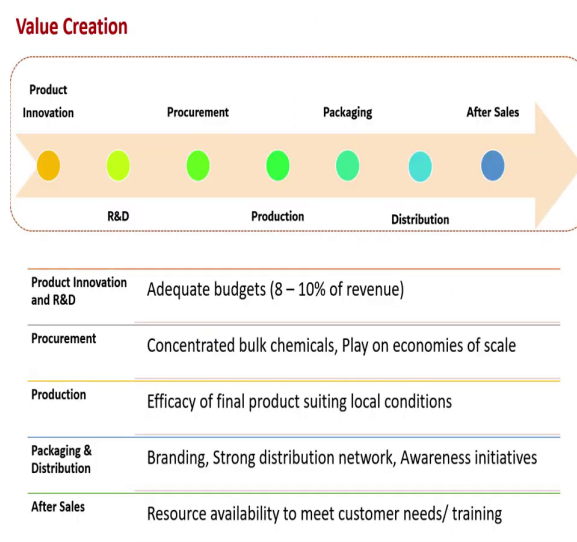 Value Creation
Product
Innovation
Procurement
Packaging
After Sales
R&D
Production
Distribution
Product Innovation
and R&D
Adequate budgets (8 – 10% of revenue)
Procurement
Concentrated bulk chemicals, Play on economies of scale
Production
Efficacy of final product suiting local conditions
Packaging &
Distribution
Branding, Strong distribution network, Awareness initiatives
After Sales
Resource availability to meet customer needs/ training